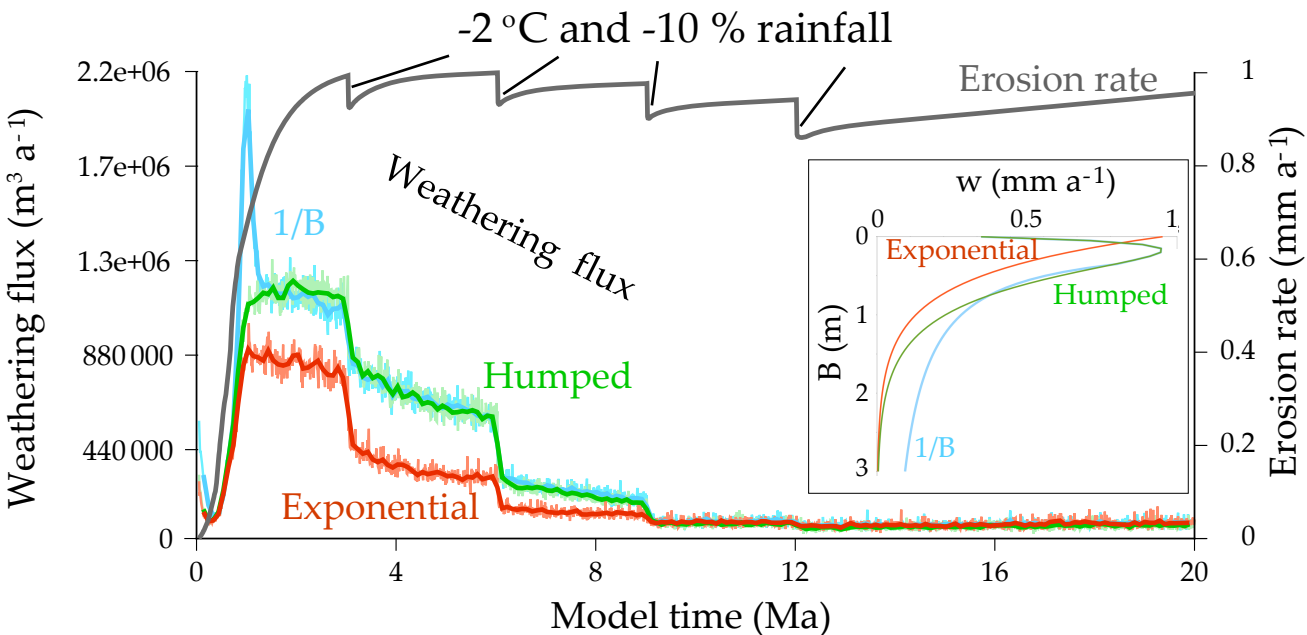 -2 °C and -10 % rainfall
Erosion rate
Weathering flux
1/B
Humped
Exponential
Weathering flux (m³ a⁻¹)
2.2e+06
1.7e+06
1.3e+06
880 000
440 000
0
0
4
8
12
16
20
Model time (Ma)
1
0.8
0.6
0.4
0.2
0
Erosion rate (mm a⁻¹)
w (mm a⁻¹)
0
0.5
1
0
1
2
3
B (m)
Exponential
Humped
1/B